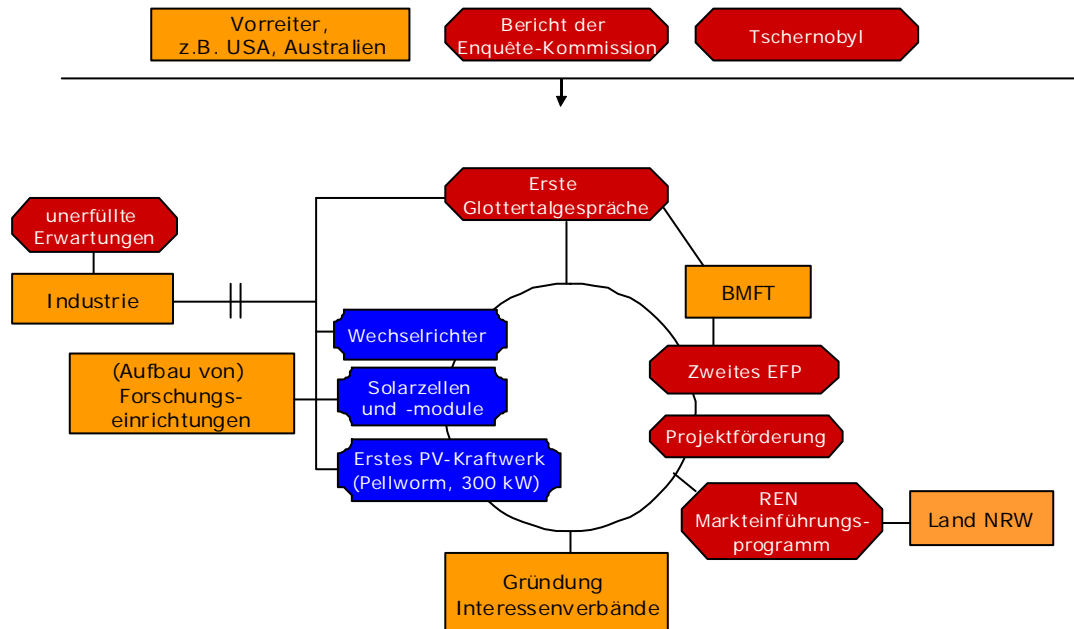 Vorreiter,
z.B. USA, Australien
Bericht der
Enquête-Kommission
Tschernobyl
Erste
Glottertalgespräche
unerfüllte
Erwartungen
Industrie
BMFT
Wechselrichter
(Aufbau von)
Forschungs-
einrichtungen
Solarzellen
und -module
Zweites EFP
Projektförderung
Erstes PV-Kraftwerk
(Pellworm, 300 kW)
REN
Markteinführungs-
programm
Land NRW
Gründung
Interessenverbände